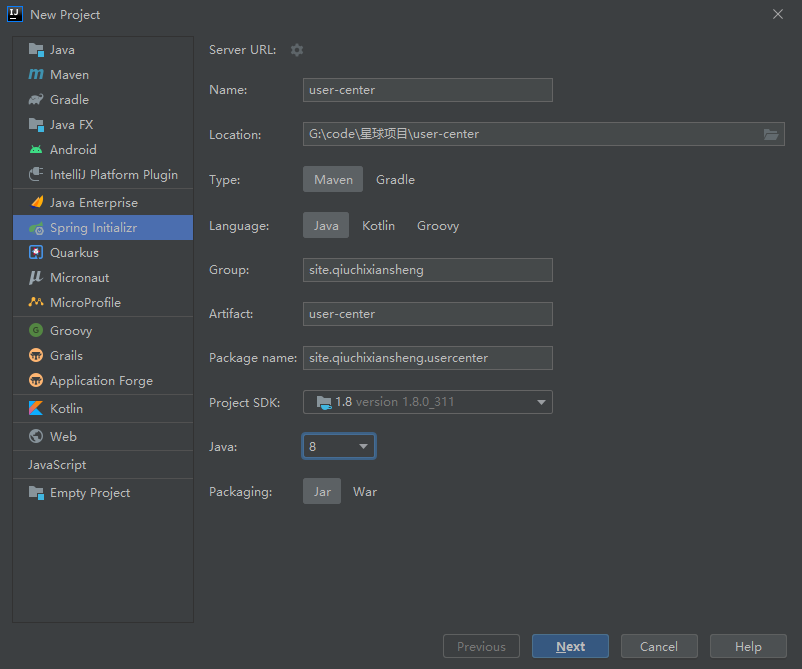 New Project
Java
Maven
Gradle
Java FX
Android
IntelliJ Platform Plugin
Java Enterprise
Spring Initializr
Quarkus
Micronaut
MicroProfile
Groovy
Grails
Application Forge
Kotlin
Web
JavaScript
Empty Project
Server URL:
Name: user-center
Location: G:\code\星球项目\user-center
Type: Maven Gradle
Language: Java Kotlin Groovy
Group: site.qiuchixiansheng
Artifact: user-center
Package name: site.qiuchixiansheng.usercenter
Project SDK: 1.8 version 1.8.0_311
Java: 8
Packaging: Jar War
Previous Next Cancel Help